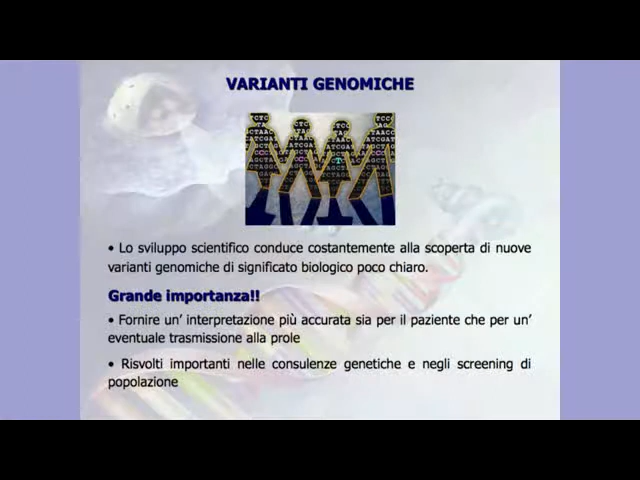 VARIANTI GENOMICHE
• Lo sviluppo scientifico conduce costantemente alla scoperta di nuove
varianti genomiche di significato biologico poco chiaro.
Grande importanza!!
• Fornire un’ interpretazione più accurata sia per il paziente che per un’
eventuale trasmissione alla prole
• Risvolti importanti nelle consulenze genetiche e negli screening di
popolazione